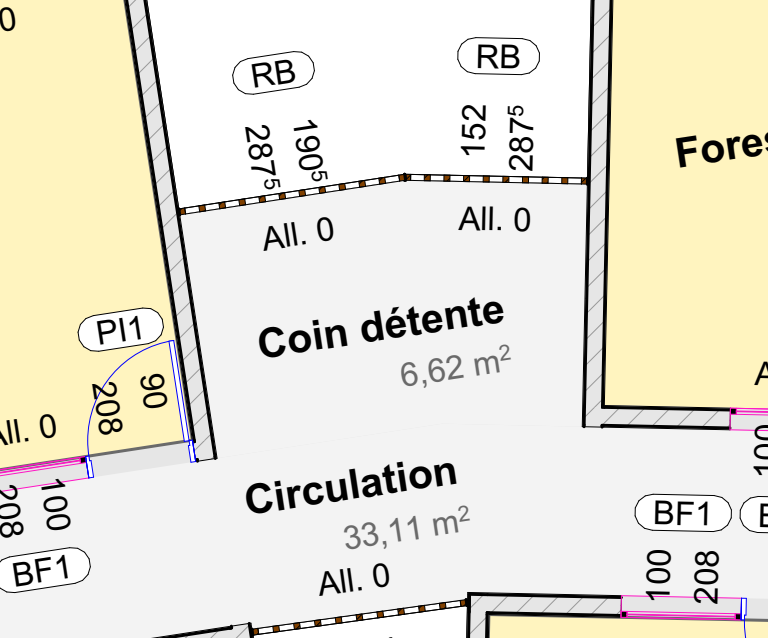 0
RB
RB
287⁵
190⁵
152
287⁵
All. 0
All. 0
Coin détente
6,62 m²
PI1
208
90
All. 0
208
100
BF1
Circulation
33,11 m²
All. 0
BF1
100
208
100